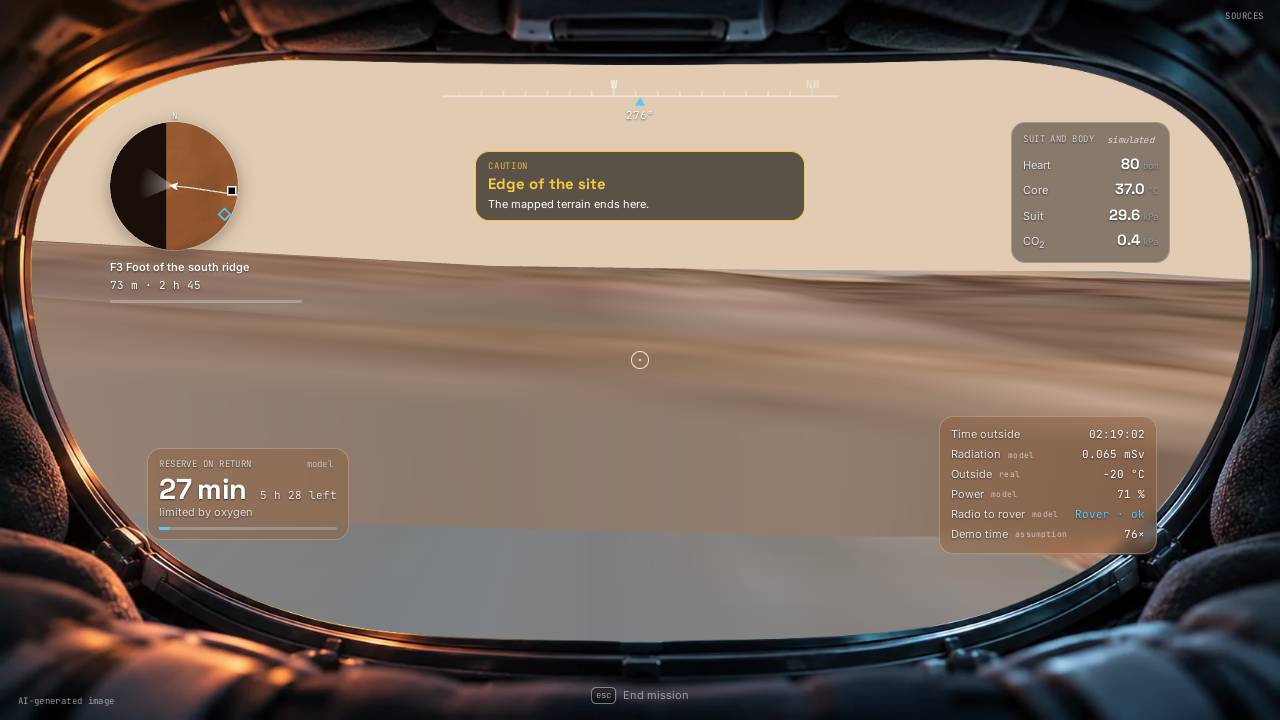 SOURCES
W
NW
276°
N
CAUTION
Edge of the site
The mapped terrain ends here.
SUIT AND BODY simulated
Heart 80 bpm
Core 37.0 °C
Suit 29.6 kPa
CO2 0.4 kPa
F3 Foot of the south ridge
73 m · 2 h 45
RESERVE ON RETURN model
27 min 5 h 28 left
limited by oxygen
Time outside 02:19:02
Radiation model 0.065 mSv
Outside real -20 °C
Power model 71 %
Radio to rover model Rover · ok
Demo time assumption 76×
esc End mission
AI-generated image